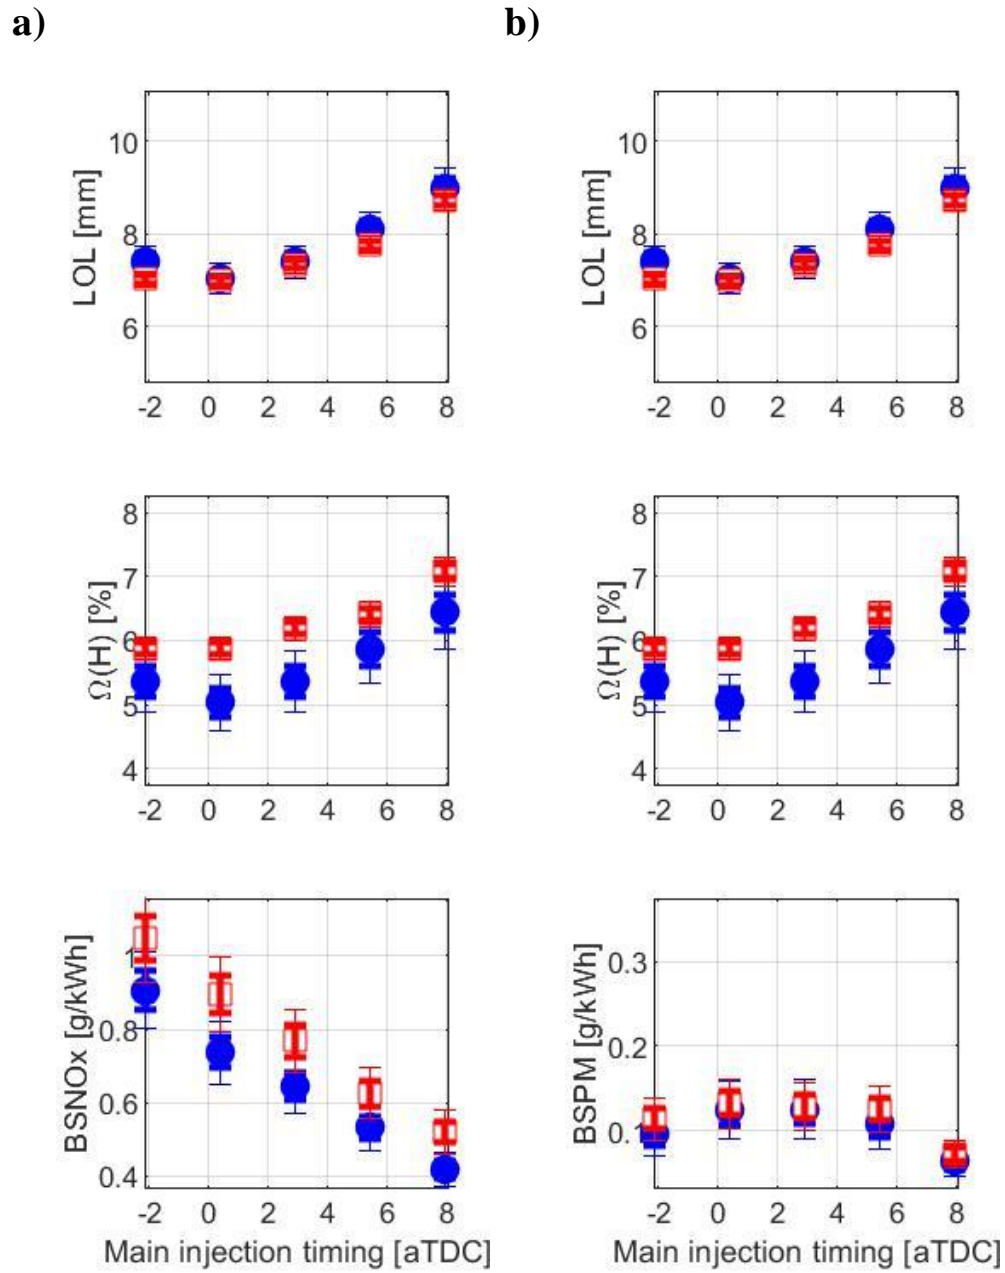 a)
b)
LOL [mm]
10
8
6
-2 0 2 4 6 8
LOL [mm]
10
8
6
-2 0 2 4 6 8
Ω(H) [%]
8
7
6
5
4
-2 0 2 4 6 8
Ω(H) [%]
8
7
6
5
4
-2 0 2 4 6 8
BSNOx [g/kWh]
1
0.8
0.6
0.4
-2 0 2 4 6 8
Main injection timing [aTDC]
BSPM [g/kWh]
0.3
0.2
0.1
-2 0 2 4 6 8
Main injection timing [aTDC]